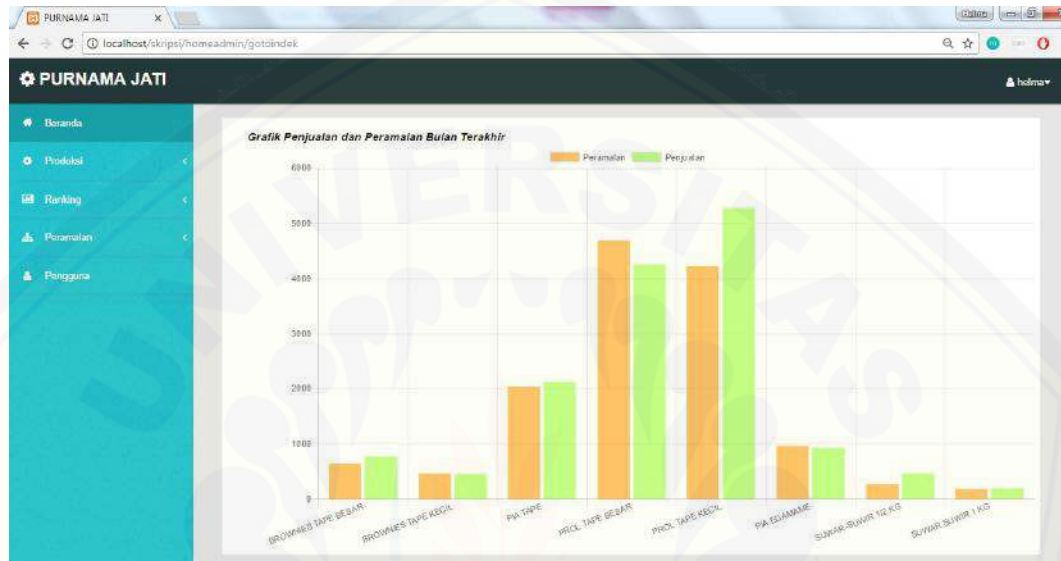 PURNAMA JATI
localhost/skripsi/homeadmin/gotoindek
PURNAMA JATI
helma
Beranda
Produksi
Ranking
Peramalan
Pengguna
Grafik Penjualan dan Peramalan Bulan Terakhir
Peramalan Penjualan
6000
5000
4000
3000
2000
1000
0
BROWNIES TAPE BESAR
BROWNIES TAPE KECIL
PIA TAPE
PROL TAPE BESAR
PROL TAPE KECIL
PIA EDAMAME
SUWAR-SUWIR 1/2 KG
SUWAR SUWIR 1 KG
UNIVERSITAS